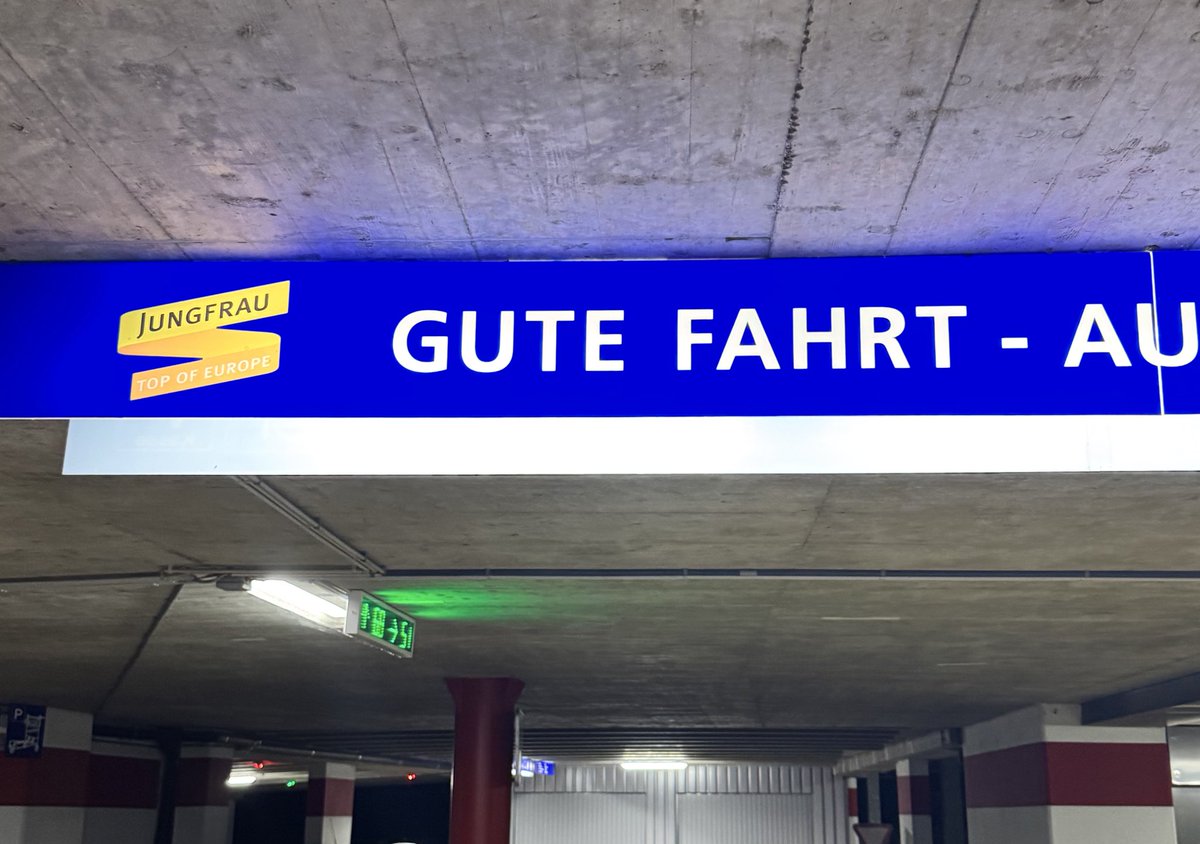 JUNGFRAU
TOP OF EUROPE
GUTE FAHRT - AU
P